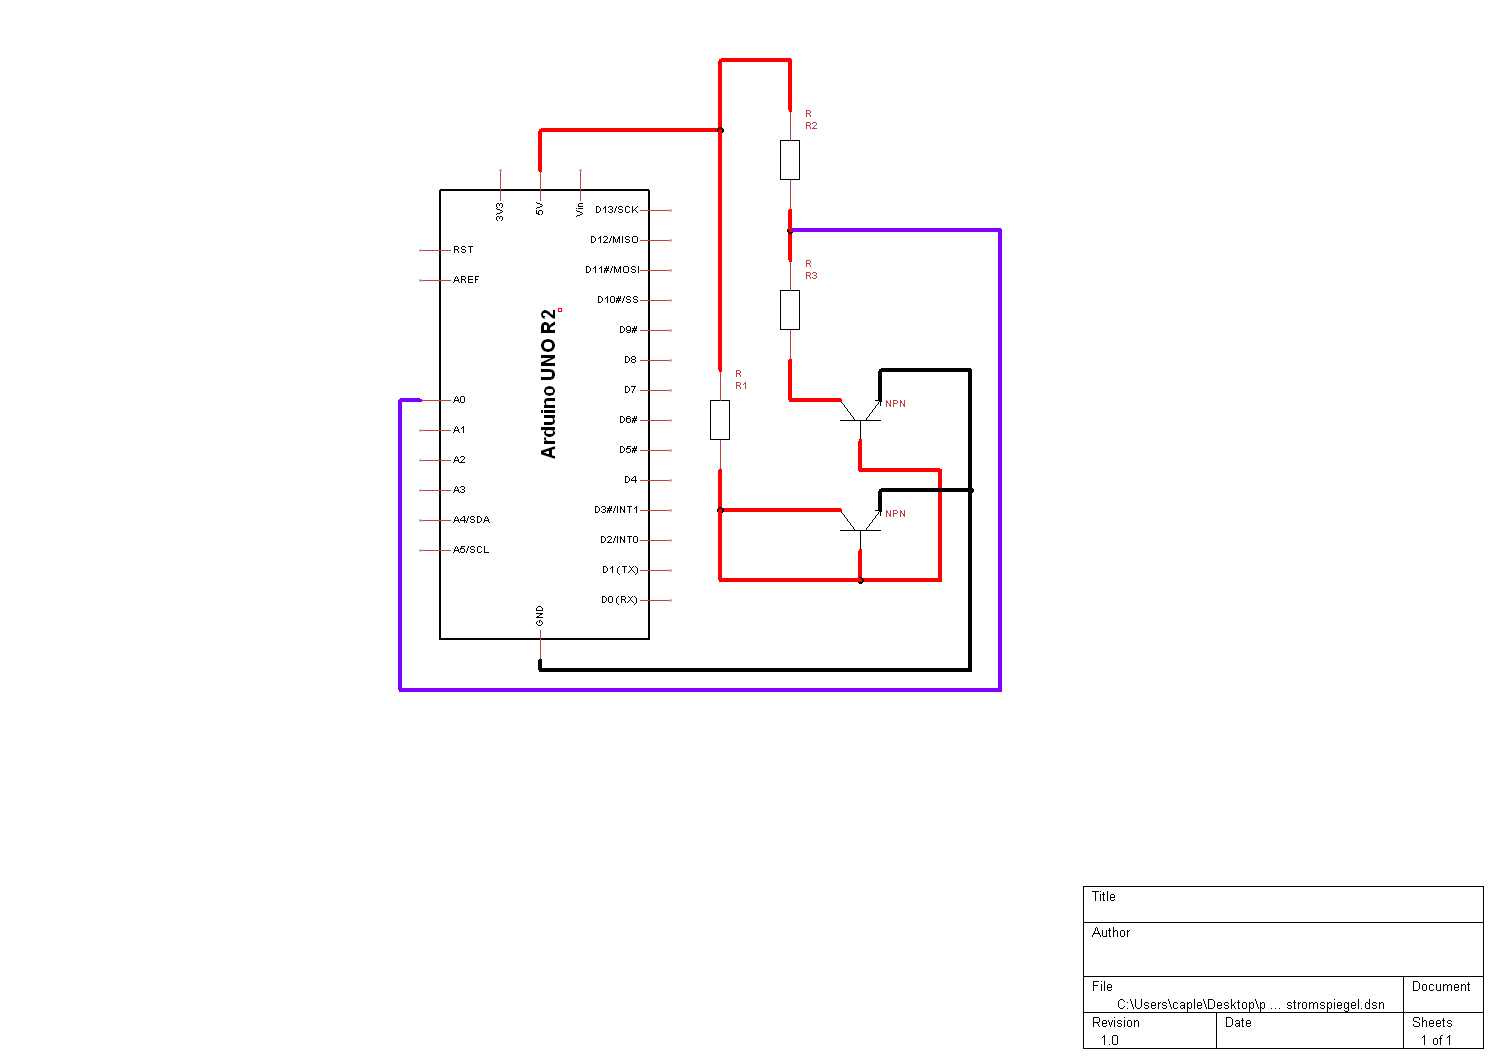 R
R2
3V3
5V
Vin
D13/SCK
RST
D12/MISO
AREF
D11#/MOSI
R
R3
D10#/SS
Arduino UNO R2
D9#
D8
R
R1
D7
A0
NPN
D6#
A1
D5#
A2
D4
A3
D3#/INT1
NPN
A4/SDA
D2/INT0
A5/SCL
D1(TX)
D0(RX)
GND
Title
Author
File
C:\Users\caple\Desktop\p ... stromspiegel.dsn
Document
Revision
1.0
Date
Sheets
1 of 1